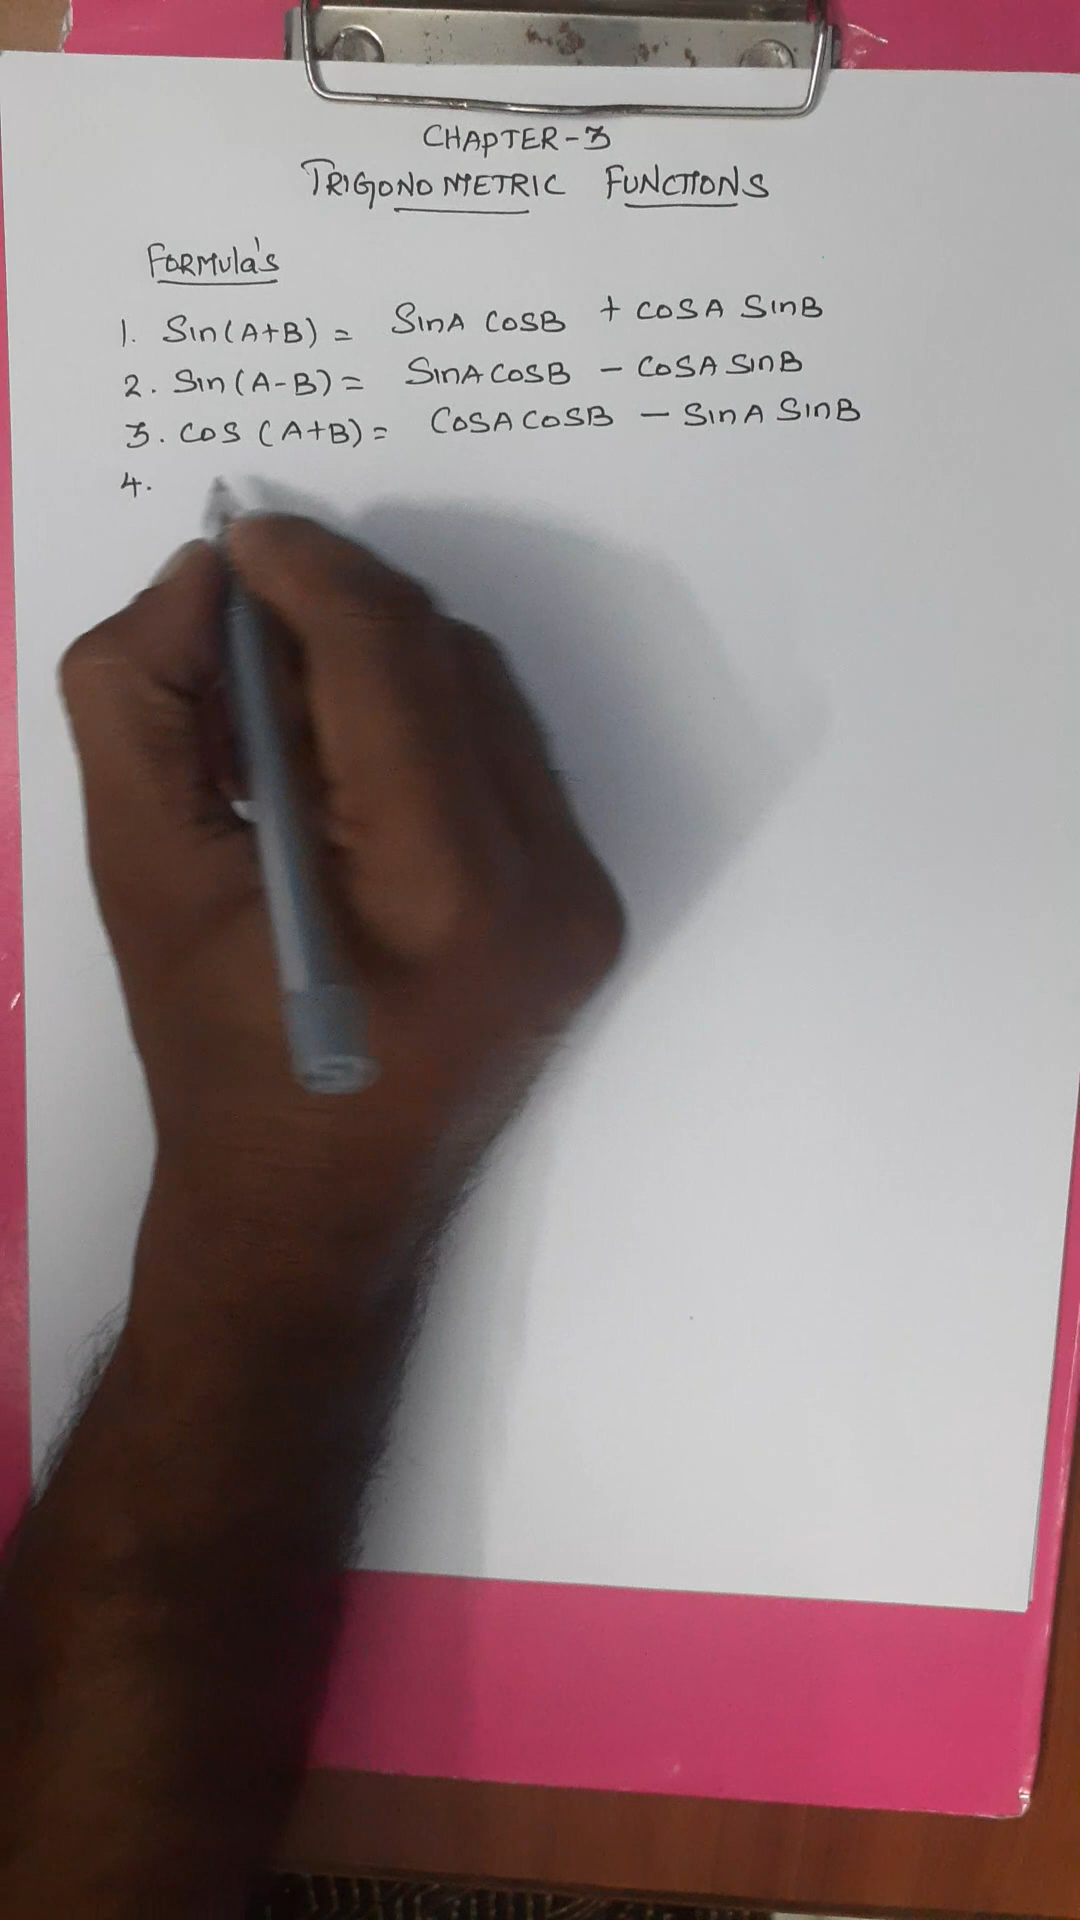 CHAPTER-3
TRIGONOMETRIC FUNCTIONS
FORMula's
1. Sin(A+B) = SinA COSB + COSA SinB
2. Sin(A-B) = SinA COSB - COSA SinB
3. COS (A+B) = COSA COSB - SinA SinB
4.